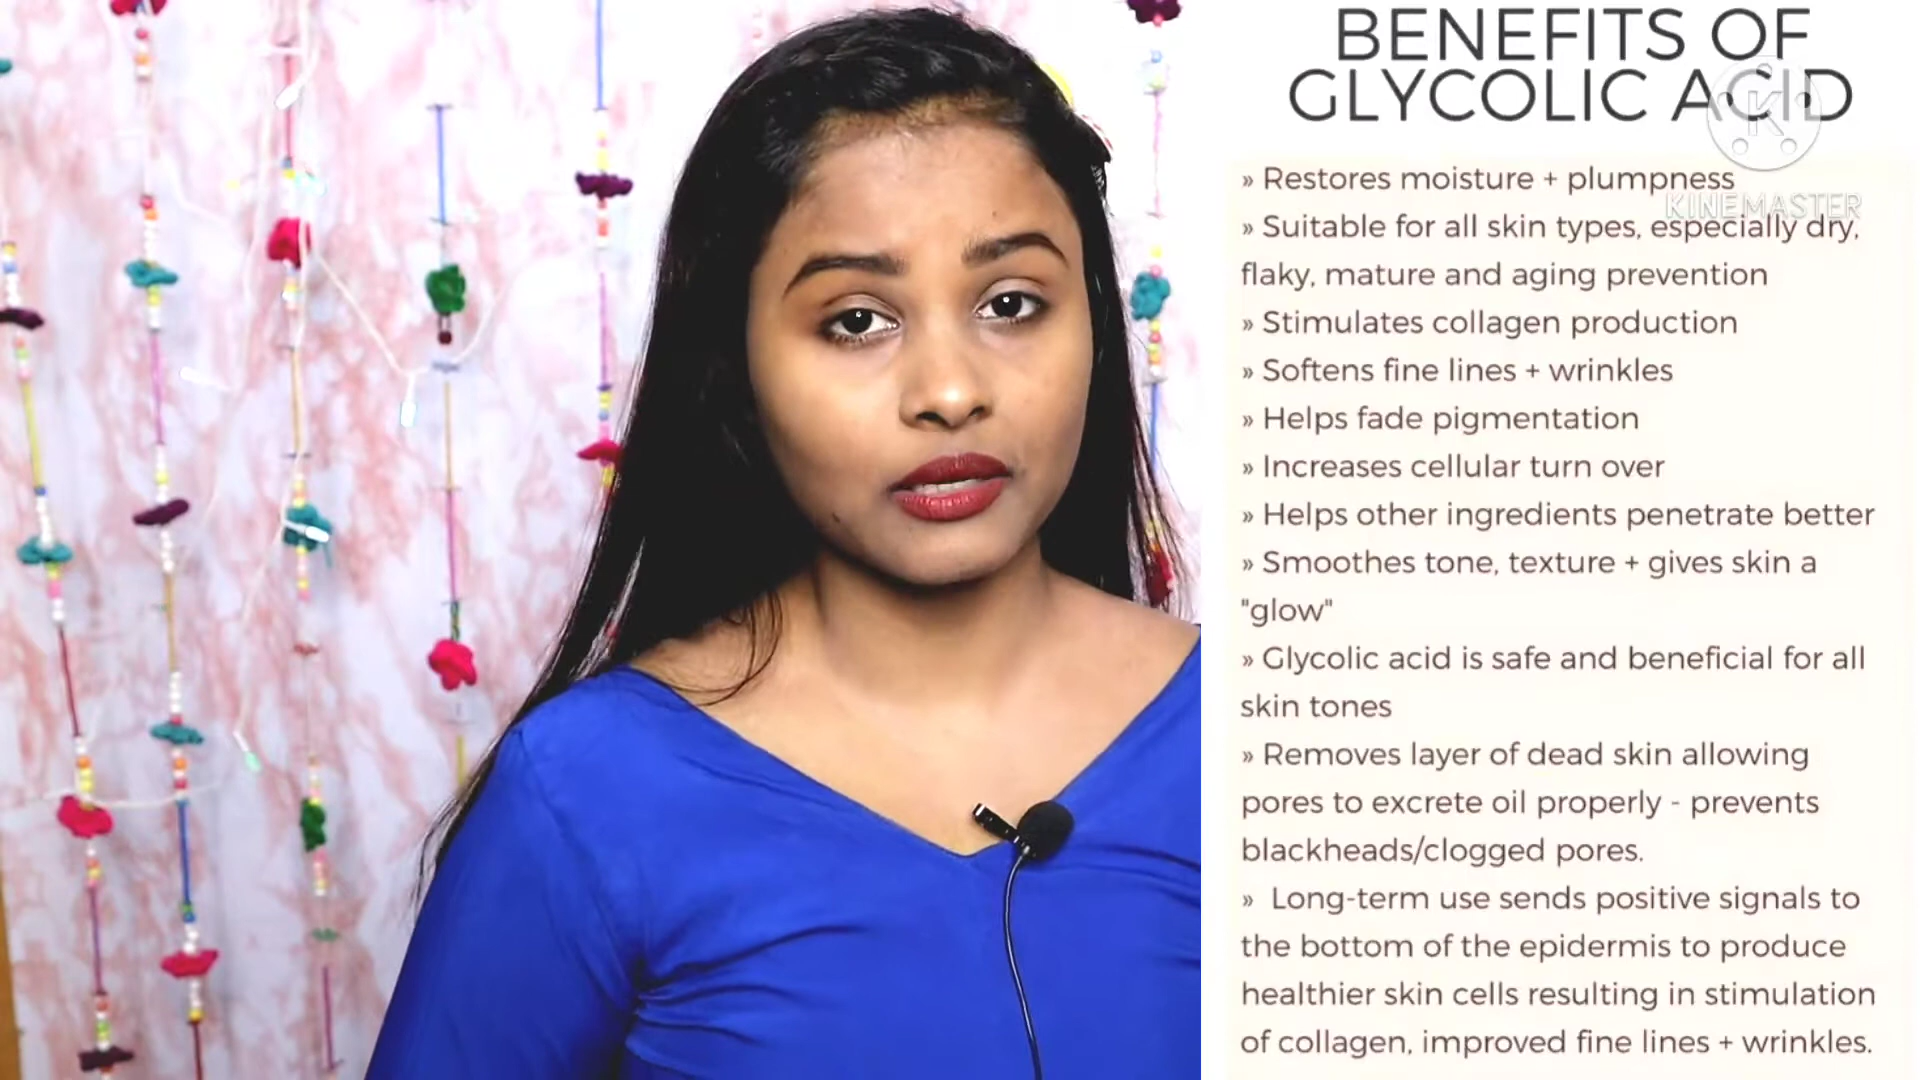 BENEFITS OF
GLYCOLIC ACID
KINEMASTER
» Restores moisture + plumpness
» Suitable for all skin types, especially dry,
flaky, mature and aging prevention
» Stimulates collagen production
» Softens fine lines + wrinkles
» Helps fade pigmentation
» Increases cellular turn over
» Helps other ingredients penetrate better
» Smoothes tone, texture + gives skin a
"glow"
» Glycolic acid is safe and beneficial for all
skin tones
» Removes layer of dead skin allowing
pores to excrete oil properly - prevents
blackheads/clogged pores.
» Long-term use sends positive signals to
the bottom of the epidermis to produce
healthier skin cells resulting in stimulation
of collagen, improved fine lines + wrinkles.